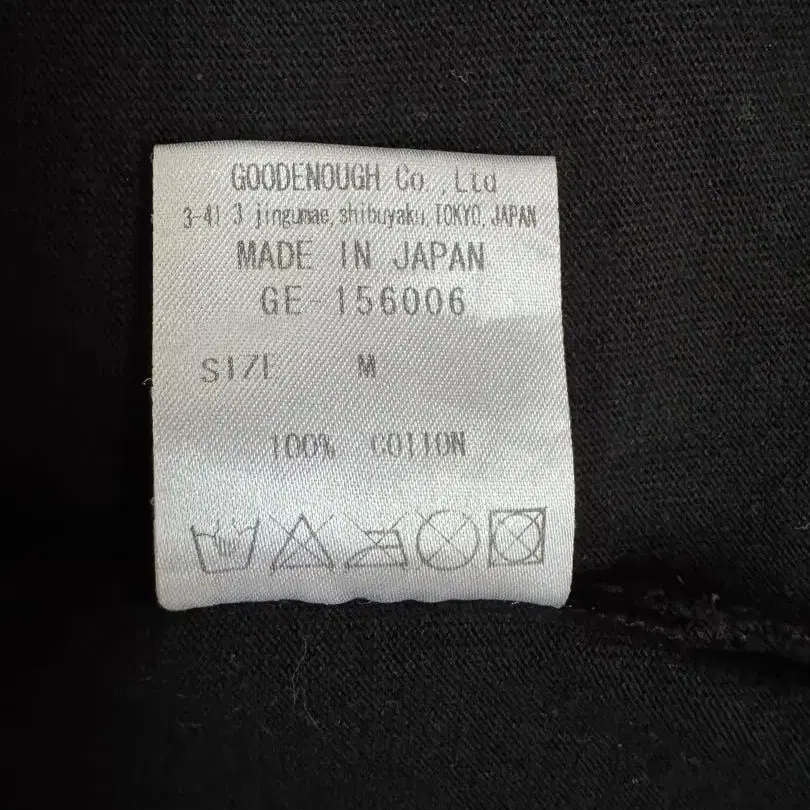 GOODENOUGH Co .,Ltd
3-41 3 jingumae, shibuyaku, TOKYO, JAPAN
MADE IN JAPAN
GE-156006
SIZE M
100% COTTON